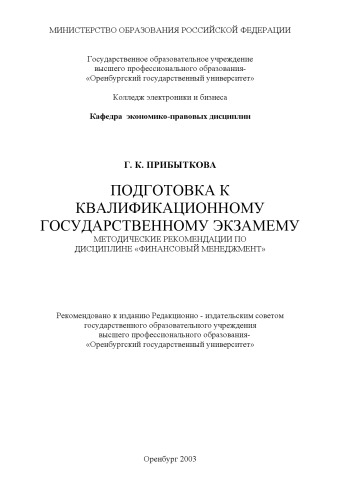 МИНИСТЕРСТВО ОБРАЗОВАНИЯ РОССИЙСКОЙ ФЕДЕРАЦИИ
Государственное образовательное учреждение
высшего профессионального образования-
«Оренбургский государственный университет»
Колледж электроники и бизнеса
Кафедра экономико-правовых дисциплин
Г. К. ПРИБЫТКОВА
ПОДГОТОВКА К
КВАЛИФИКАЦИОННОМУ
ГОСУДАРСТВЕННОМУ ЭКЗАМЕМУ
МЕТОДИЧЕСКИЕ РЕКОМЕНДАЦИИ ПО
ДИСЦИПЛИНЕ «ФИНАНСОВЫЙ МЕНЕДЖМЕНТ»
Рекомендовано к изданию Редакционно - издательским советом
государственного образовательного учреждения
высшего профессионального образования-
«Оренбургский государственный университет»
Оренбург 2003